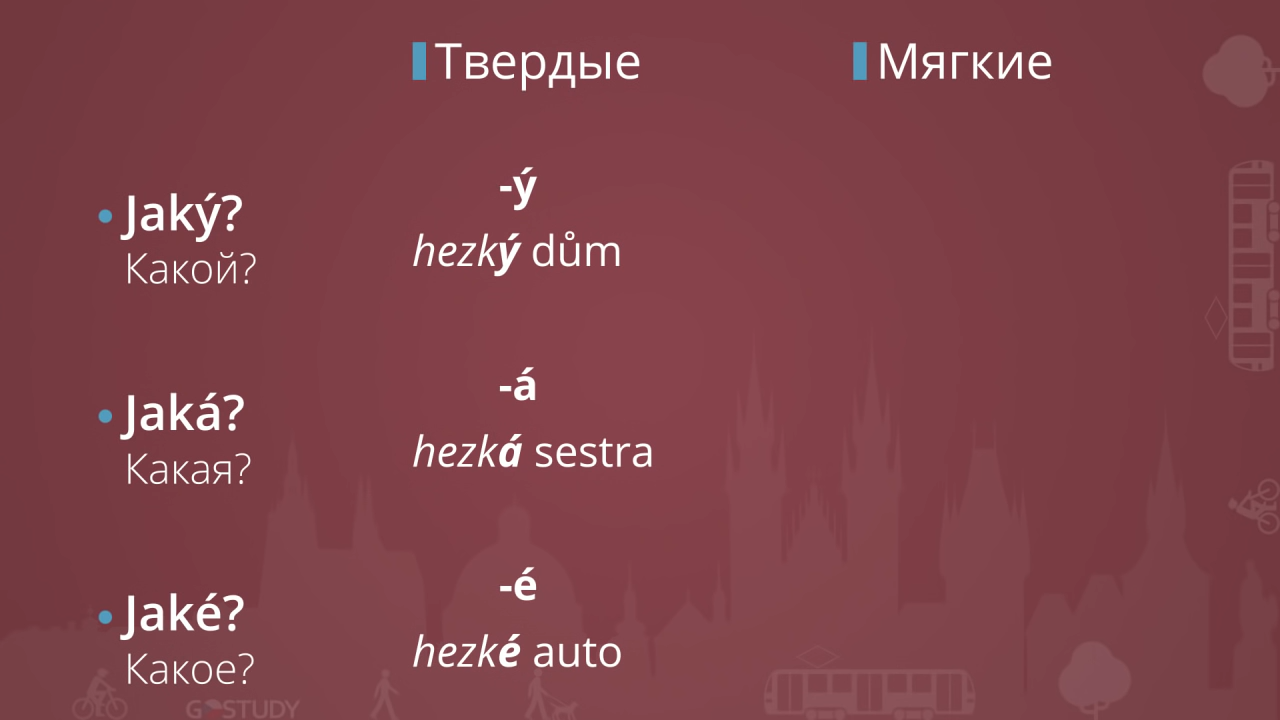 Твердые
Мягкие
Jaký?
Какой?
-ý
hezký dům
Jaká?
Какая?
-á
hezká sestra
Jaké?
Какое?
-é
hezké auto
GOSTUDY